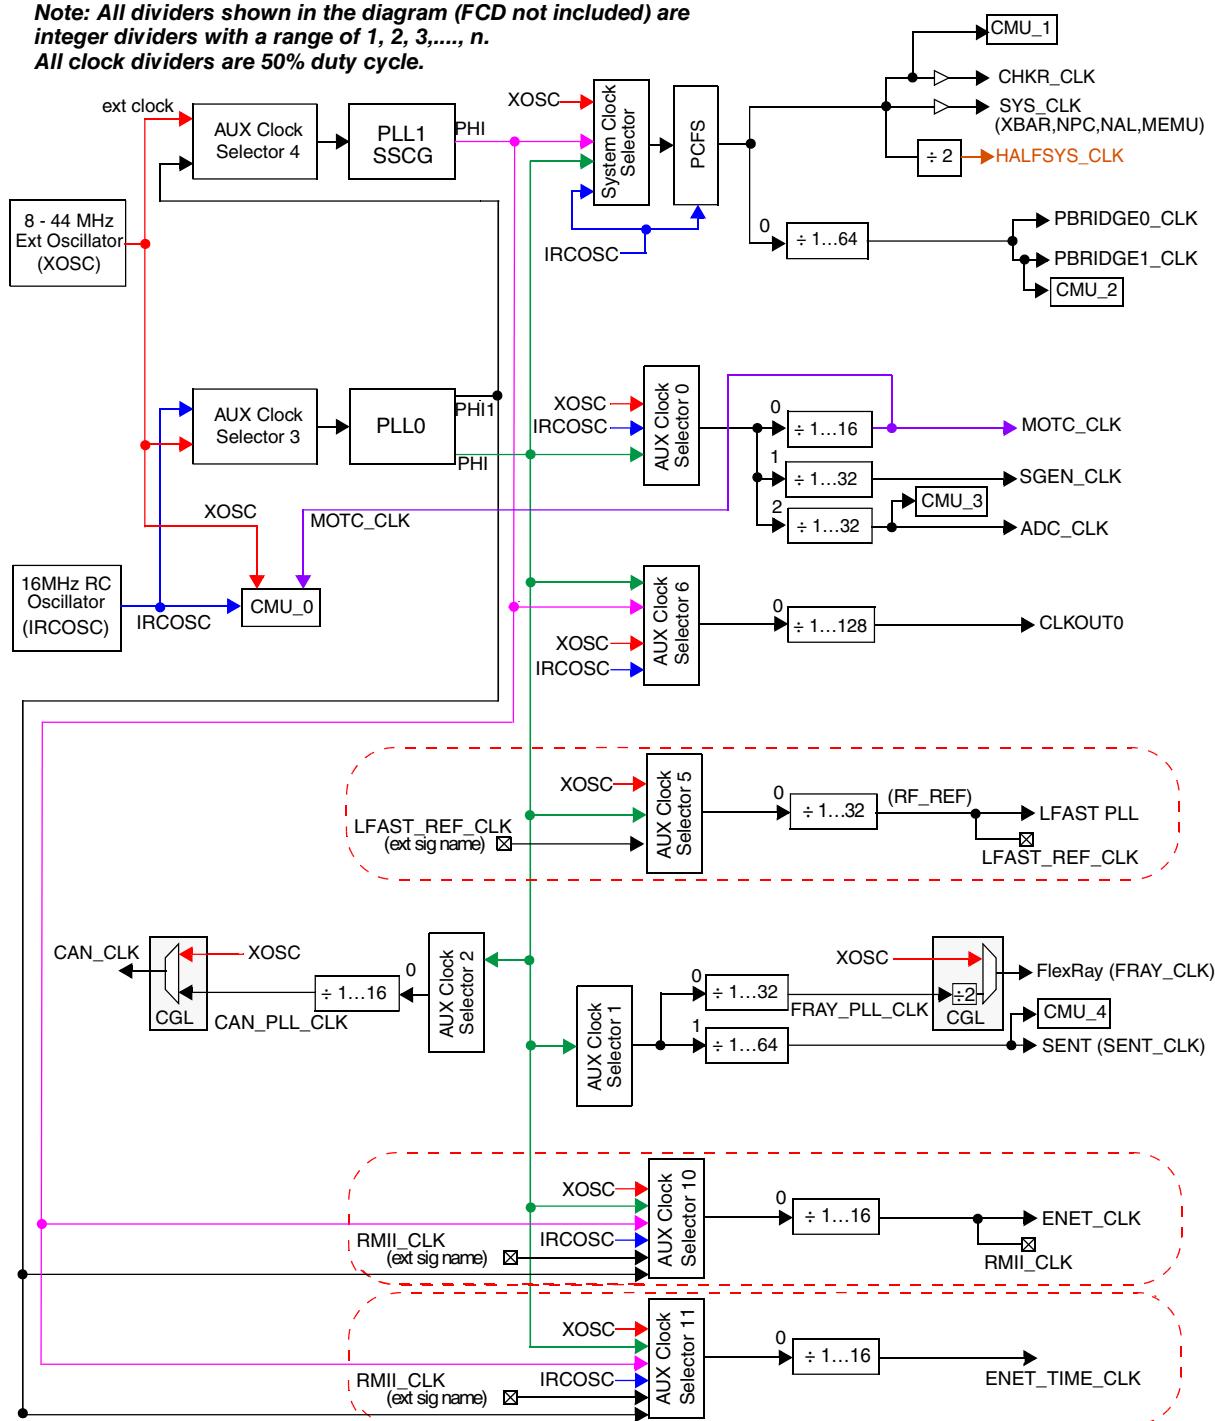 Note: All dividers shown in the diagram (FCD not included) are
integer dividers with a range of 1, 2, 3,...., n.
All clock dividers are 50% duty cycle.
ext clock
AUX Clock
Selector 4
PLL1
SSCG
PHI
XOSC
System Clock
Selector
PCFS
IRCOSC
CMU_1
CHKR_CLK
SYS_CLK
(XBAR,NPC,NAL,MEMU)
÷ 2
HALFSYS_CLK
0
÷ 1...64
PBRIDGE0_CLK
PBRIDGE1_CLK
CMU_2
8 - 44 MHz
Ext Oscillator
(XOSC)
AUX Clock
Selector 3
PLL0
PHI1
PHI
XOSC
IRCOSC
AUX Clock
Selector 0
0
÷ 1...16
MOTC_CLK
1
÷ 1...32
SGEN_CLK
CMU_3
2
÷ 1...32
ADC_CLK
XOSC
MOTC_CLK
16MHz RC
Oscillator
(IRCOSC)
IRCOSC
CMU_0
XOSC
IRCOSC
AUX Clock
Selector 6
0
÷ 1...128
CLKOUT0
XOSC
LFAST_REF_CLK
(ext sig name)
AUX Clock
Selector 5
0
÷ 1...32
(RF_REF)
LFAST PLL
LFAST_REF_CLK
CAN_CLK
XOSC
CGL
CAN_PLL_CLK
÷ 1...16
0
AUX Clock
Selector 2
AUX Clock
Selector 1
0
÷ 1...32
FRAY_PLL_CLK
XOSC
÷2
CGL
FlexRay (FRAY_CLK)
1
÷ 1...64
CMU_4
SENT (SENT_CLK)
XOSC
RMII_CLK
(ext sig name)
IRCOSC
AUX Clock
Selector 10
0
÷ 1...16
ENET_CLK
RMII_CLK
XOSC
RMII_CLK
(ext sig name)
IRCOSC
AUX Clock
Selector 11
0
÷ 1...16
ENET_TIME_CLK